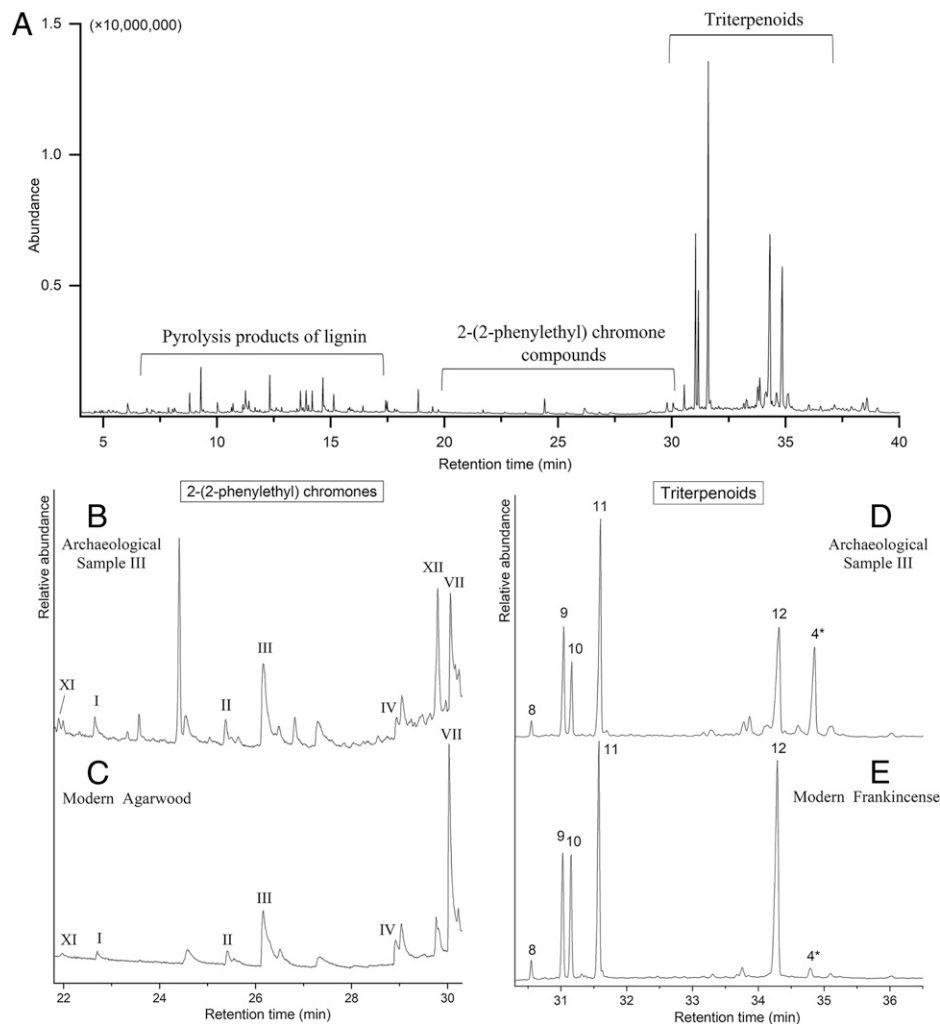 A
(×10,000,000)
Triterpenoids
1.5
1.0
0.5
Abundance
Pyrolysis products of lignin
2-(2-phenylethyl) chromone
compounds
5 10 15 20 25 30 35 40
Retention time (min)
2-(2-phenylethyl) chromones
Relative abundance
B
Archaeological
Sample III
XI
I
II
III
IV
XII
VII
C
Modern Agarwood
XI
I
II
III
IV
VII
22 24 26 28 30
Retention time (min)
Triterpenoids
Relative abundance
D
Archaeological
Sample III
8
9
10
11
12
4*
E
Modern Frankincense
8
9
10
11
12
4*
31 32 33 34 35 36
Retention time (min)